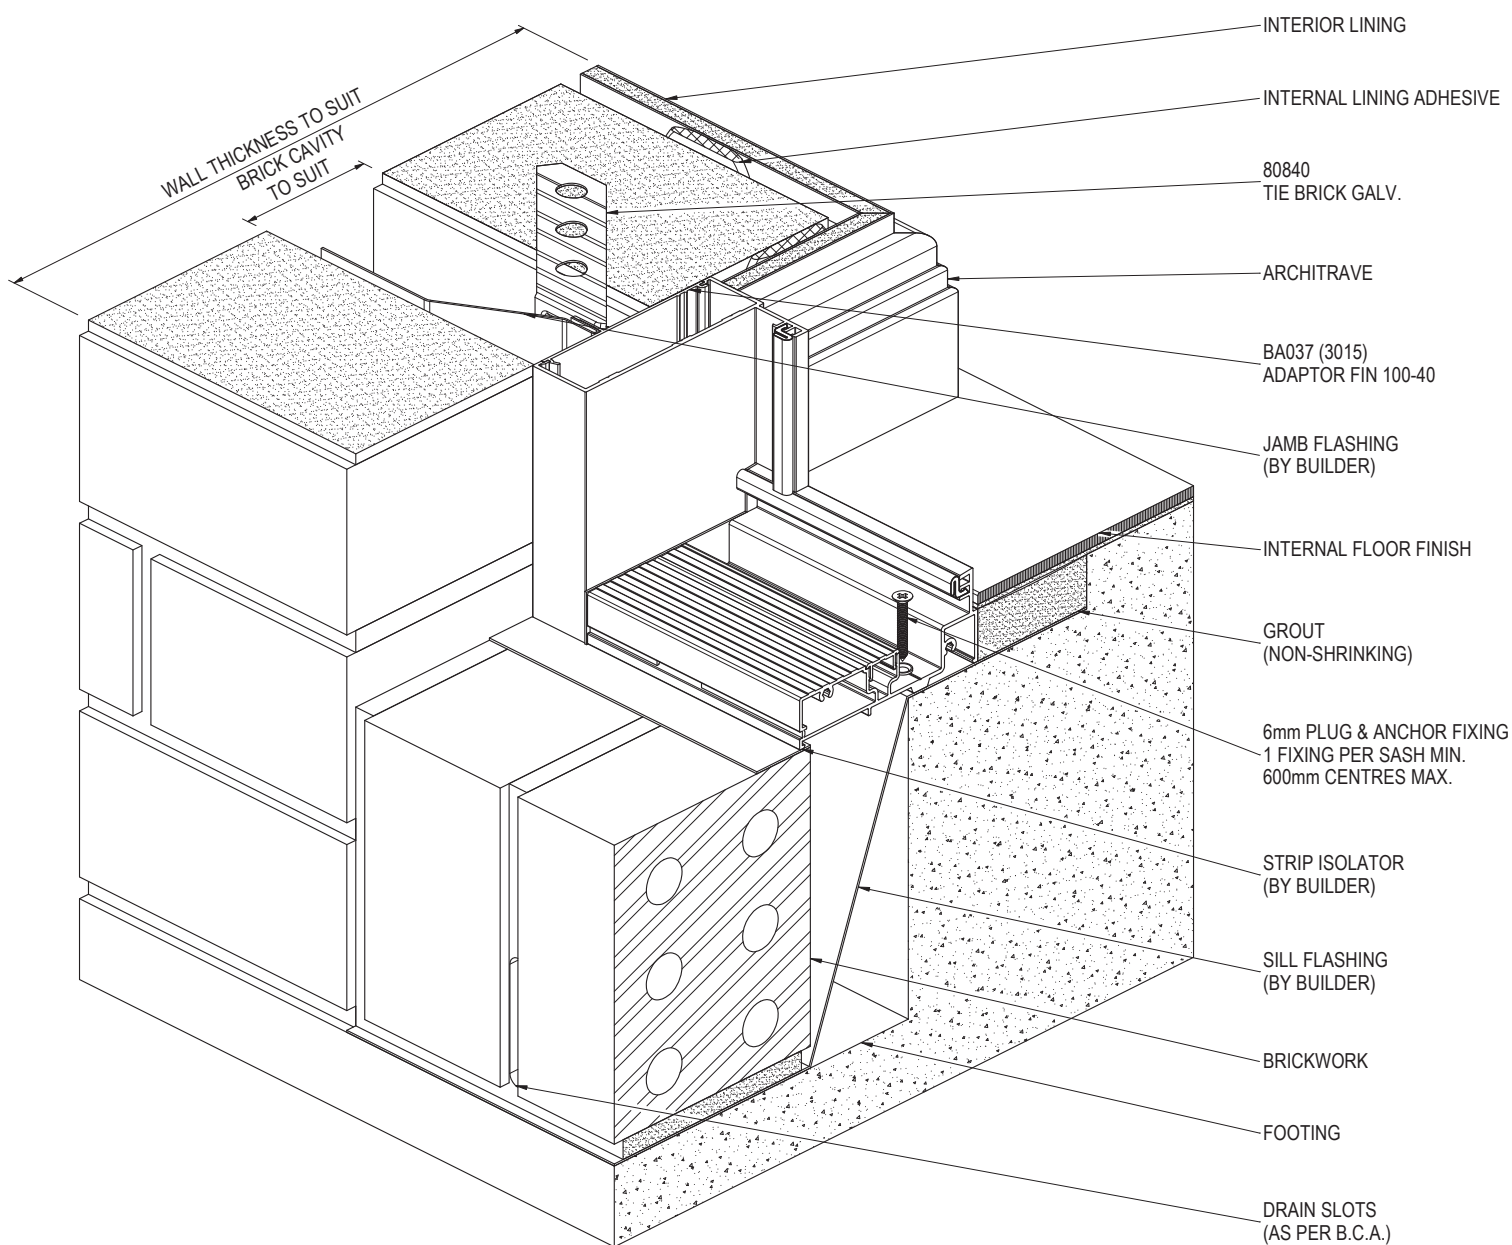 WALL THICKNESS TO SUIT
BRICK CAVITY
TO SUIT
INTERIOR LINING
INTERNAL LINING ADHESIVE
80840
TIE BRICK GALV.
ARCHITRAVE
BA037 (3015)
ADAPTOR FIN 100-40
JAMB FLASHING
(BY BUILDER)
INTERNAL FLOOR FINISH
GROUT
(NON-SHRINKING)
6mm PLUG & ANCHOR FIXING
1 FIXING PER SASH MIN.
600mm CENTRES MAX.
STRIP ISOLATOR
(BY BUILDER)
SILL FLASHING
(BY BUILDER)
BRICKWORK
FOOTING
DRAIN SLOTS
(AS PER B.C.A.)